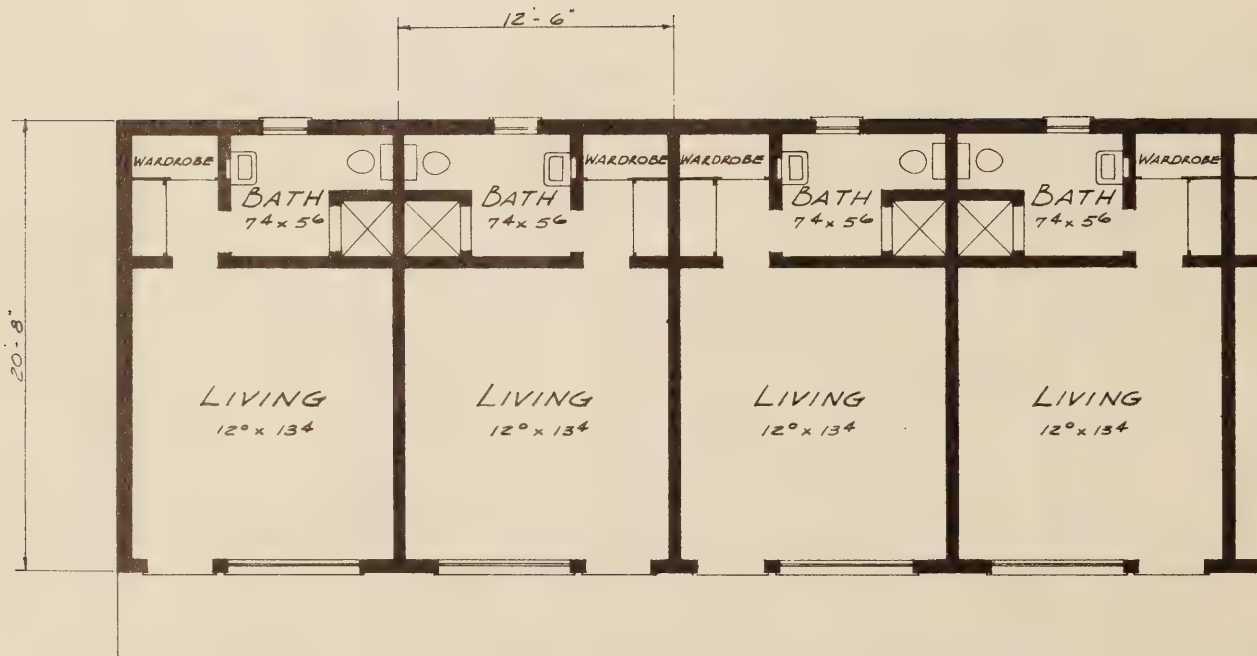 12'-6"
WARDROBE
BATH
7⁴ x 5⁶
BATH
7⁴ x 5⁶
WARDROBE
WARDROBE
BATH
7⁴ x 5⁶
BATH
7⁴ x 5⁶
WARDROBE
20'-8"
LIVING
12⁰ x 13⁴
LIVING
12⁰ x 13⁴
LIVING
12⁰ x 13⁴
LIVING
12⁰ x 13⁴